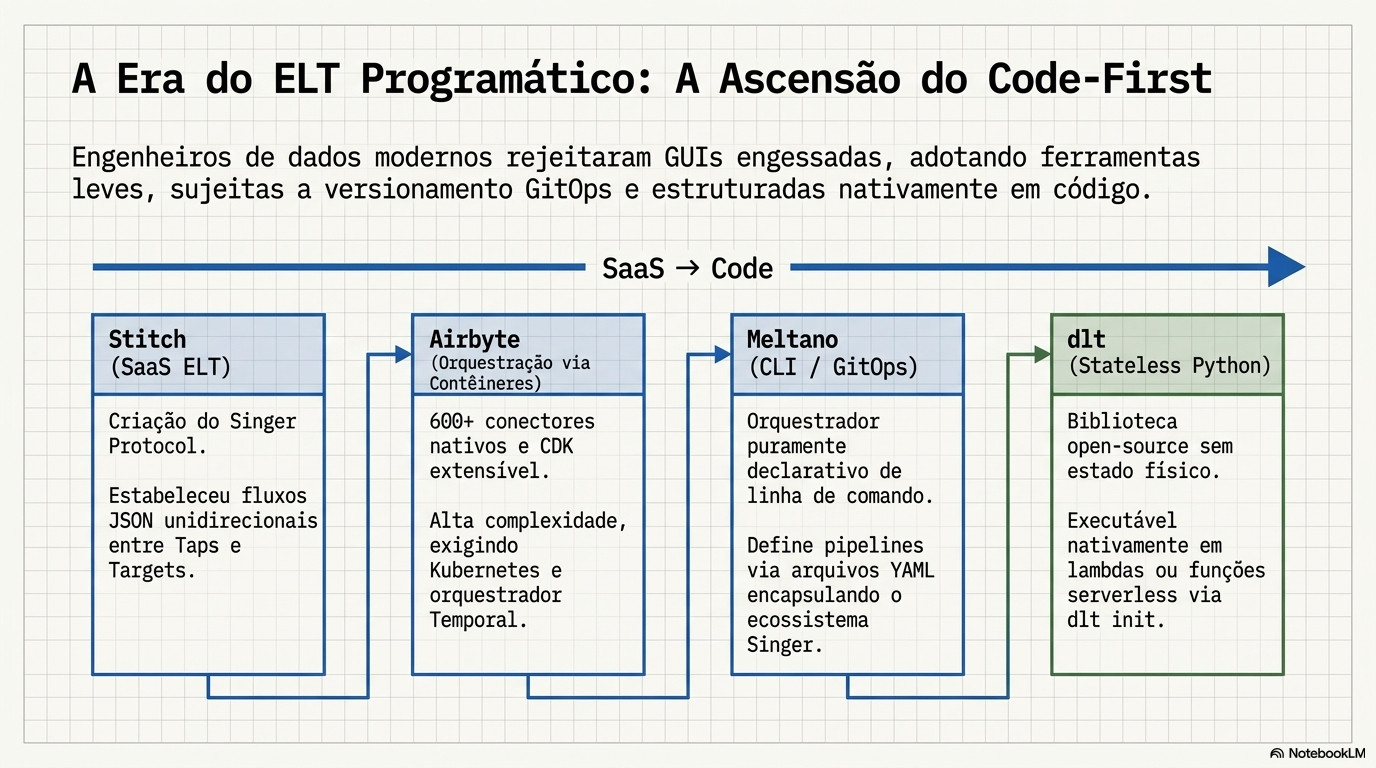 A Era do ELT Programático: A Ascensão do Code-First
Engenheiros de dados modernos rejeitaram GUIs engessadas, adotando ferramentas
leves, sujeitas a versionamento GitOps e estruturadas nativamente em código.
SaaS → Code
Stitch
(SaaS ELT)
Criação do Singer
Protocol.
Estabeleceu fluxos
JSON unidirecionais
entre Taps e
Targets.
Airbyte
(Orquestração via
Contêineres)
600+ conectores
nativos e CDK
extensível.
Alta complexidade,
exigindo
Kubernetes e
orquestrador
Temporal.
Meltano
(CLI / GitOps)
Orquestrador
puramente
declarativo de
linha de comando.
Define pipelines
via arquivos YAML
encapsulando o
ecossistema
Singer.
dlt
(Stateless Python)
Biblioteca
open-source sem
estado físico.
Executável
nativamente em
lambdas ou funções
serverless via
dlt init.
NotebookLM